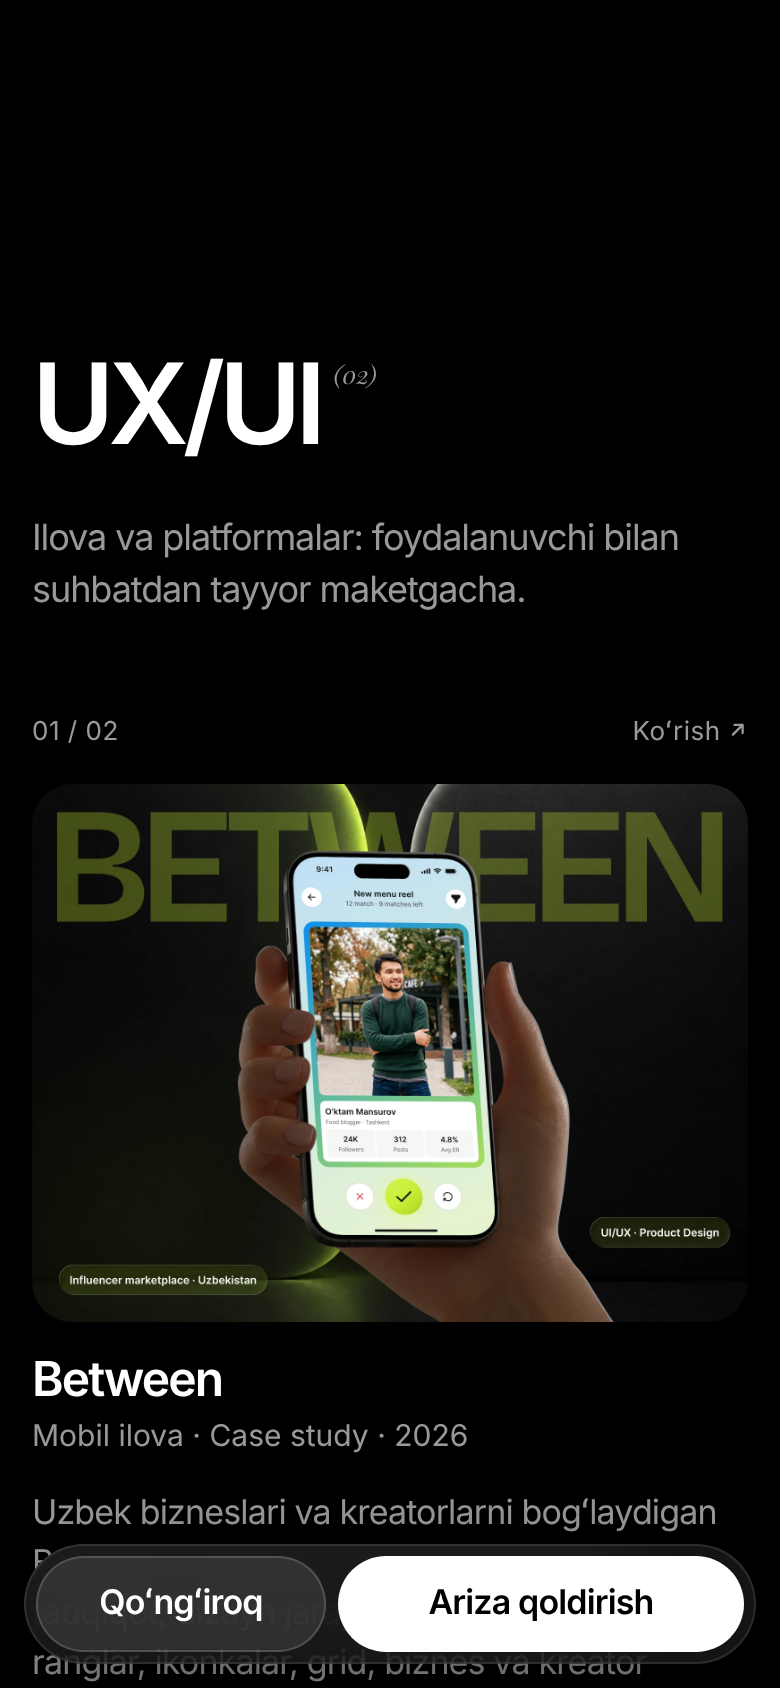 UX/UI (02)
Ilova va platformalar: foydalanuvchi bilan
suhbatdan tayyor maketgacha.
01 / 02
Koʻrish ↗
BETWEEN
9:41
New menu reel
12 match · 9 matches left
CAFE
O'ktam Mansurov
Food blogger · Tashkent
24K
312
4.8%
Followers
Posts
Avg ER
UI/UX · Product Design
Influencer marketplace · Uzbekistan
Between
Mobil ilova · Case study · 2026
Uzbek bizneslari va kreatorlarni bogʻlaydigan
Qoʻngʻiroq
Ariza qoldirish
ranglar, ikonkalar, grid, biznes va kreator